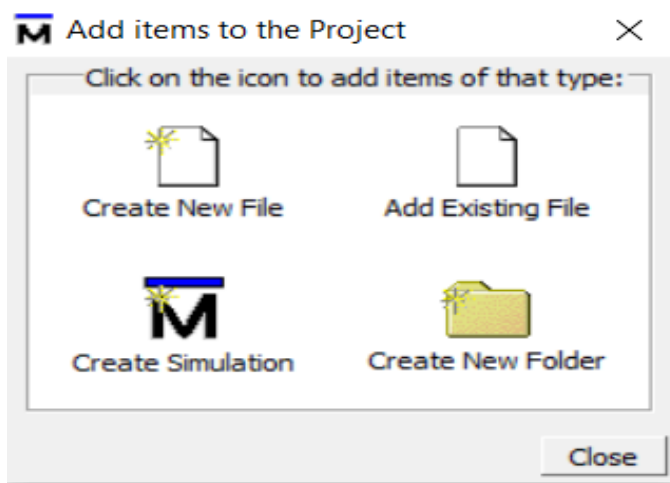 Add items to the Project
Click on the icon to add items of that type:
Create New File
Add Existing File
Create Simulation
Create New Folder
Close